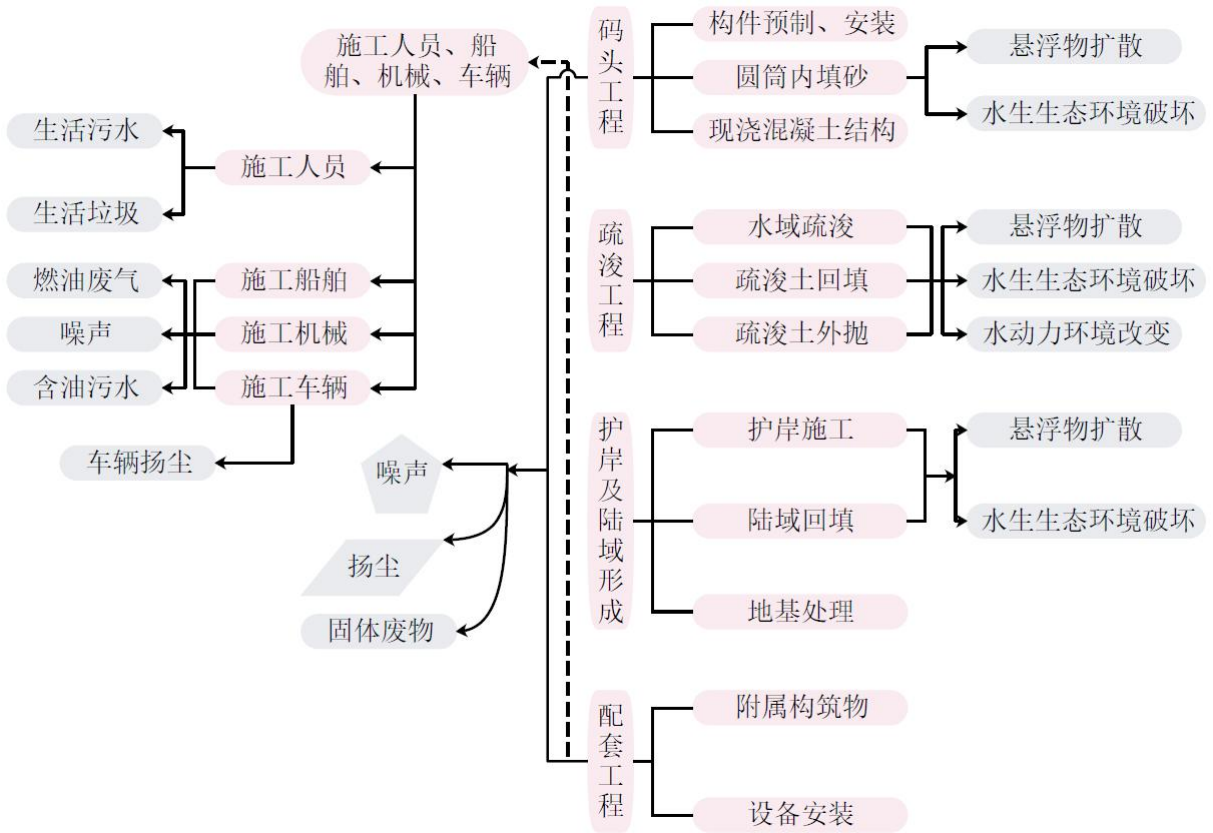 施工人员、船
舶、机械、车辆
生活污水
施工人员
生活垃圾
燃油废气
施工船舶
噪声
施工机械
含油污水
施工车辆
车辆扬尘
噪声
扬尘
固体废物
码头工程
构件预制、安装
圆筒内填砂
现浇混凝土结构
悬浮物扩散
水生生态环境破坏
疏浚工程
水域疏浚
疏浚土回填
疏浚土外抛
悬浮物扩散
水生生态环境破坏
水动力环境改变
护岸及陆域形成
护岸施工
陆域回填
地基处理
悬浮物扩散
水生生态环境破坏
配套工程
附属构筑物
设备安装